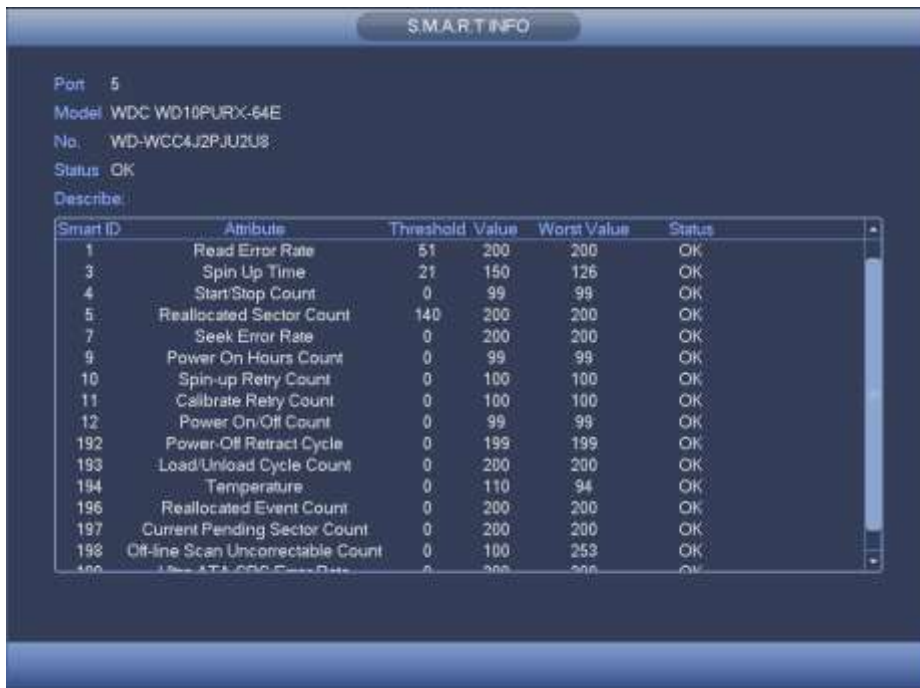 S.M.A.R.T INFO
Port 5
Model WDC WD10PURX-64E
No. WD-WCC4J2PJU2U8
Status OK
Describe:
Smart ID Attribute Threshold Value Worst Value Status
1 Read Error Rate 51 200 200 OK
3 Spin Up Time 21 150 126 OK
4 Start/Stop Count 0 99 99 OK
5 Reallocated Sector Count 140 200 200 OK
7 Seek Error Rate 0 200 200 OK
9 Power On Hours Count 0 99 99 OK
10 Spin-up Retry Count 0 100 100 OK
11 Calibrate Retry Count 0 100 100 OK
12 Power On/Off Count 0 99 99 OK
192 Power-Off Retract Cycle 0 199 199 OK
193 Load/Unload Cycle Count 0 200 200 OK
194 Temperature 0 110 94 OK
196 Reallocated Event Count 0 200 200 OK
197 Current Pending Sector Count 0 200 200 OK
198 Off-line Scan Uncorrectable Count 0 100 253 OK